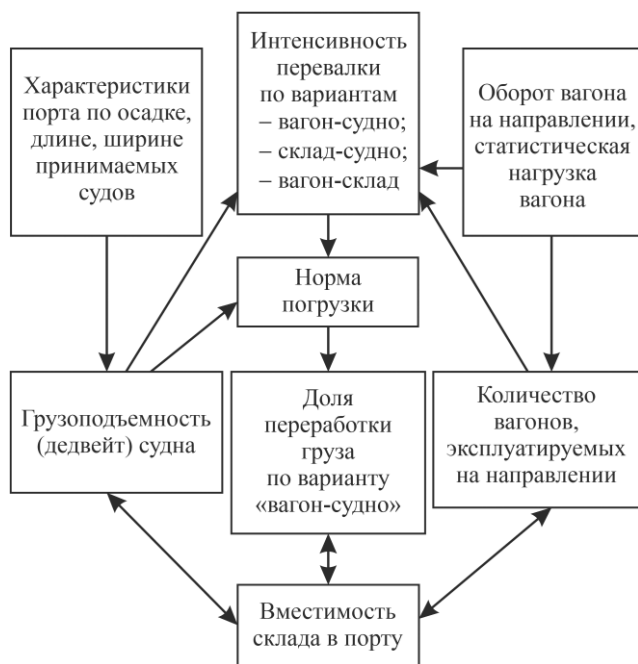 Характеристики
порта по осадке,
длине, ширине
принимаемых
судов
Интенсивность
перевалки
по вариантам
– вагон-судно;
– склад-судно;
– вагон-склад
Оборот вагона
на направлении,
статистическая
нагрузка
вагона
Норма
погрузки
Грузоподъемность
(дедвейт) судна
Доля
переработки
груза
по варианту
«вагон-судно»
Количество
вагонов,
эксплуатируемых
на направлении
Вместимость
склада в порту